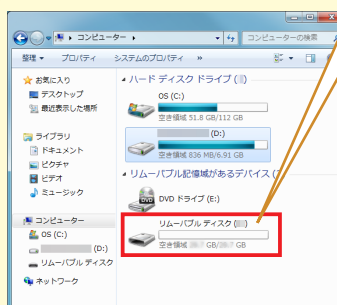 コンピューター
コンピューターの検索
整理 プロパティ システムのプロパティ »
お気に入り
デスクトップ
最近表示した場所
ライブラリ
ドキュメント
ピクチャ
ビデオ
ミュージック
コンピューター
OS (C:)
(D:)
リムーバブル ディスク
ネットワーク
ハード ディスク ドライブ (
OS (C:)
空き領域 51.8 GB/112 GB
(D:)
空き領域 836 MB/6.91 GB
リムーバブル記憶域があるデバイス (
DVD ドライブ (E:)
リムーバブル ディスク (
空き領域 GB/ GB